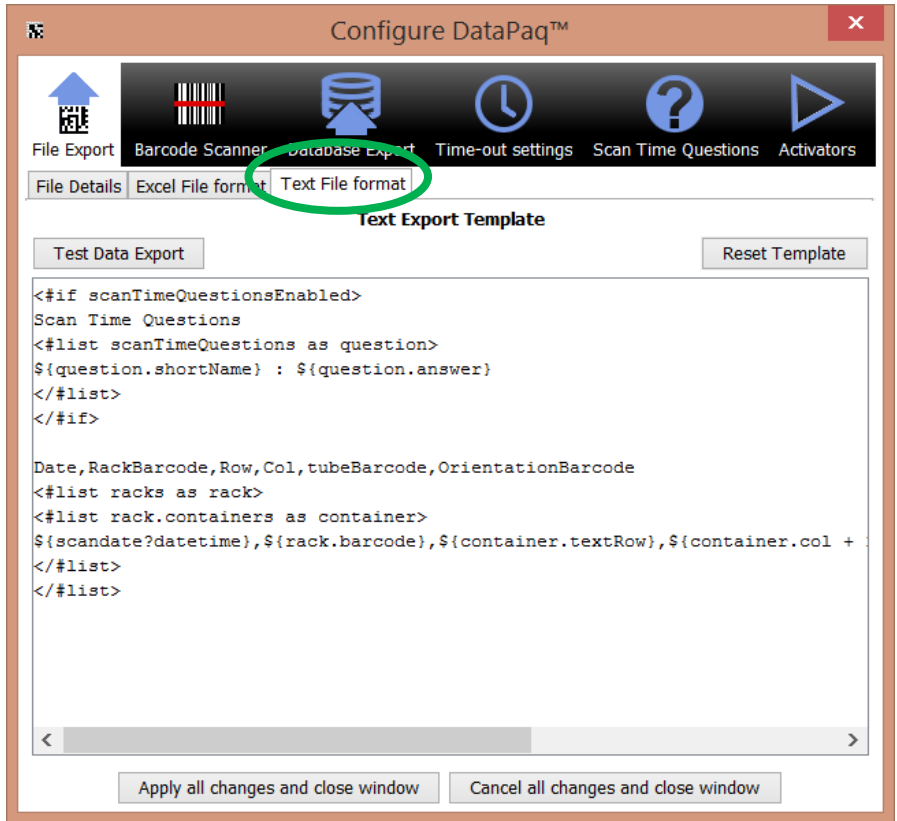 Configure DataPaq™
File Export Barcode Scanner Database Export Time-out settings Scan Time Questions Activators
File Details Excel File format Text File format
Text Export Template
Test Data Export Reset Template
<#if scanTimeQuestionsEnabled>
Scan Time Questions
<#list scanTimeQuestions as question>
${question.shortName} : ${question.answer}
</#list>
</#if>
Date,RackBarcode,Row,Col,tubeBarcode,OrientationBarcode
<#list racks as rack>
<#list rack.containers as container>
${scandate?datetime},${rack.barcode},${container.textRow},${container.col +
</#list>
</#list>
Apply all changes and close window Cancel all changes and close window